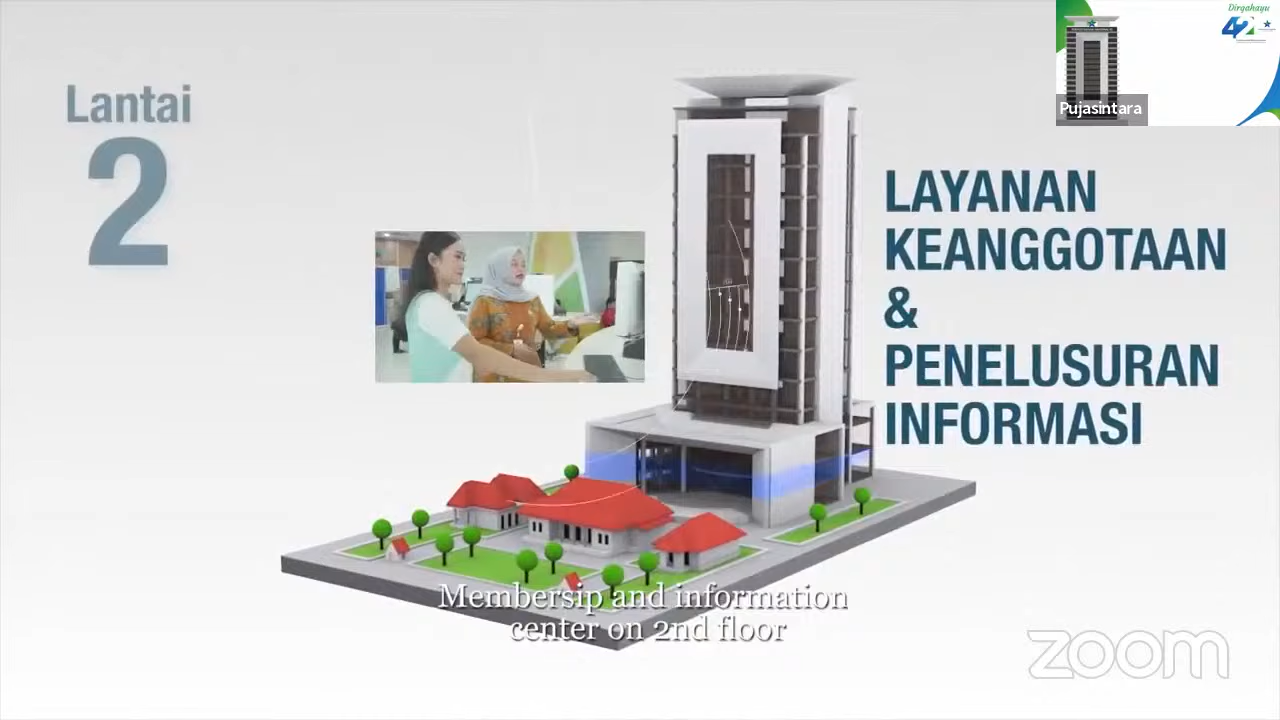 Lantai
2
LAYANAN
KEANGGOTAAN
&
PENELUSURAN
INFORMASI
Dirgahayu
42
Pujasintara
Membersip and information
center on 2nd floor
zoom